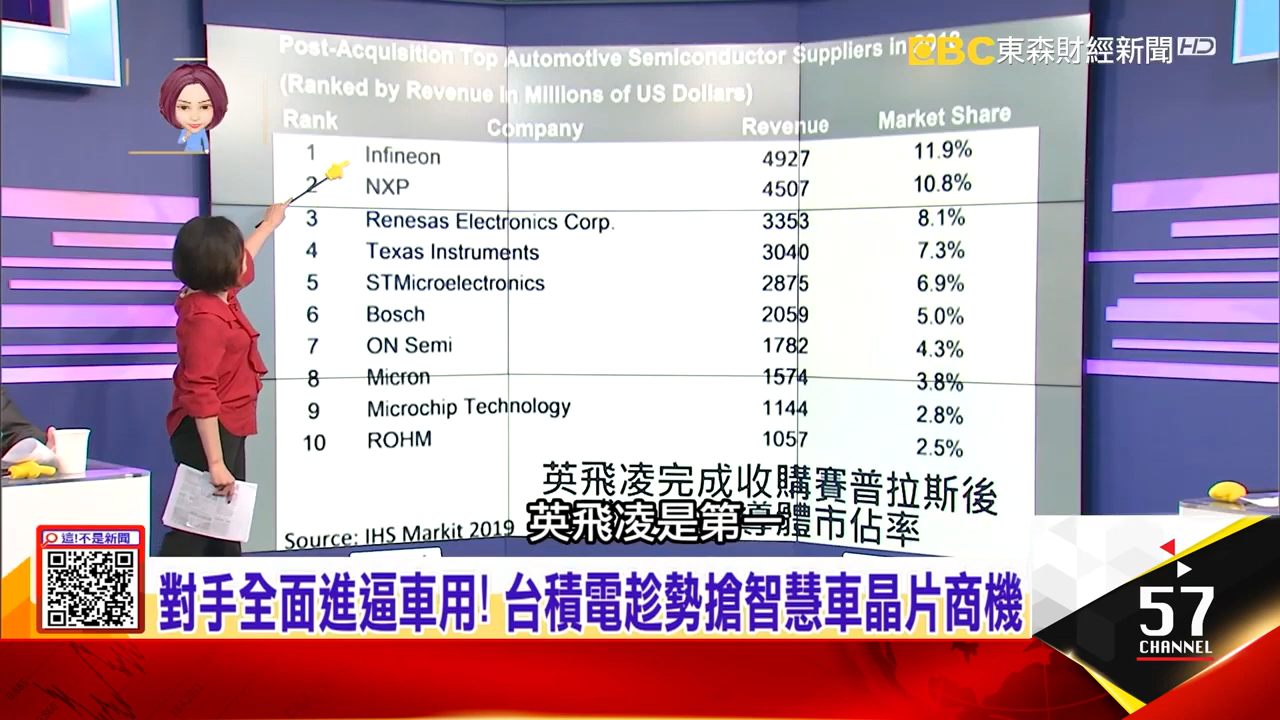 Post-Acquisition Top Automotive Semiconductor Suppliers in
EBC 東森財經新聞 HD
(Ranked by Revenue in Millions of US Dollars)
Rank Company Revenue Market Share
1 Infineon 4927 11.9%
2 NXP 4507 10.8%
3 Renesas Electronics Corp. 3353 8.1%
4 Texas Instruments 3040 7.3%
5 STMicroelectronics 2875 6.9%
6 Bosch 2059 5.0%
7 ON Semi 1782 4.3%
8 Micron 1574 3.8%
9 Microchip Technology 1144 2.8%
10 ROHM 1057 2.5%
英飛凌完成收購賽普拉斯後
導體市佔率
Source: IHS Markit 2019
英飛凌是第一
這!不是新聞
對手全面進逼車用! 台積電趁勢搶智慧車晶片商機
57
CHANNEL